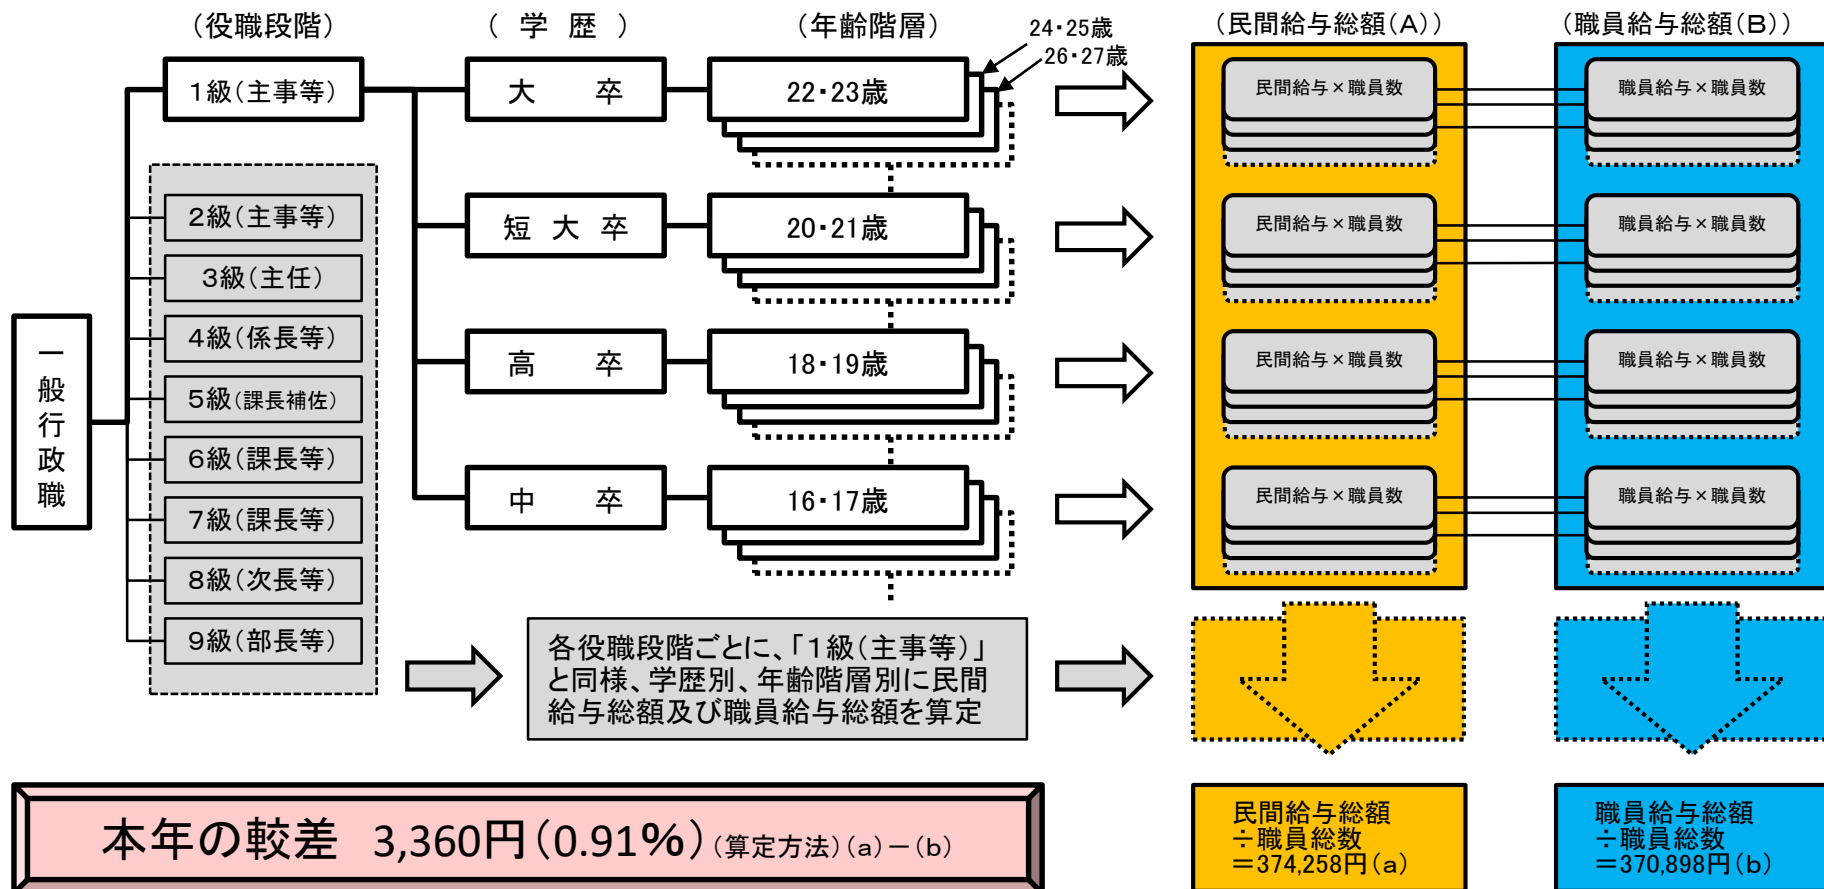 (役職段階)
(学歴)
(年齢階層)
24・25歳
26・27歳
(民間給与総額(A))
(職員給与総額(B))
一般行政職
1級(主事等)
2級(主事等)
3級(主任)
4級(係長等)
5級(課長補佐)
6級(課長等)
7級(課長等)
8級(次長等)
9級(部長等)
大　卒
22・23歳
民間給与×職員数
職員給与×職員数
短大卒
20・21歳
民間給与×職員数
職員給与×職員数
高　卒
18・19歳
民間給与×職員数
職員給与×職員数
中　卒
16・17歳
民間給与×職員数
職員給与×職員数
各役職段階ごとに、「1級(主事等)」
と同様、学歴別、年齢階層別に民間
給与総額及び職員給与総額を算定
本年の較差 3,360円(0.91%)(算定方法)(a)-(b)
民間給与総額
÷職員総数
=374,258円(a)
職員給与総額
÷職員総数
=370,898円(b)